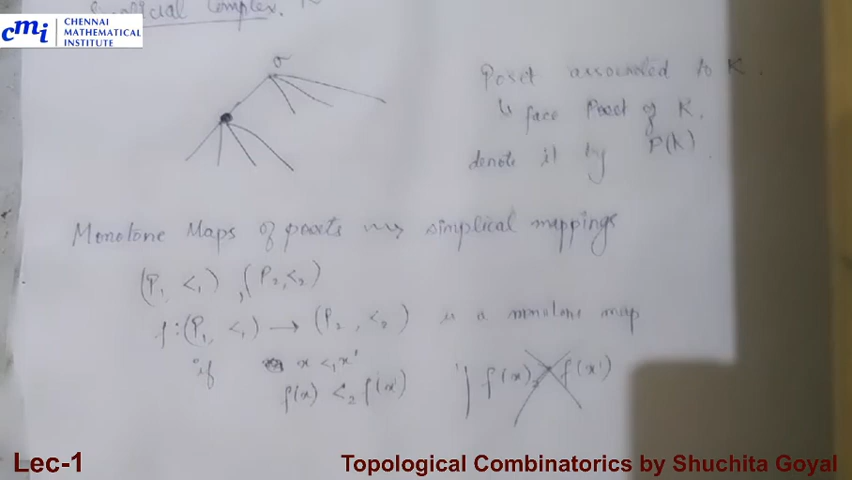 Simplicial Complex.
cmi CHENNAI
MATHEMATICAL
INSTITUTE
σ
Poset associated to K.
↳ face Poset of K.
denote it by P(K)
Monotone Maps of posets ⇝ simplical mappings
(P₁, <₁), (P₂, <₂)
f: (P₁, <₁) → (P₂, <₂) is a monotone map
if x <₁ x'
f(x) <₂ f(x') f(x) f(x')
Lec-1
Topological Combinatorics by Shuchita Goyal